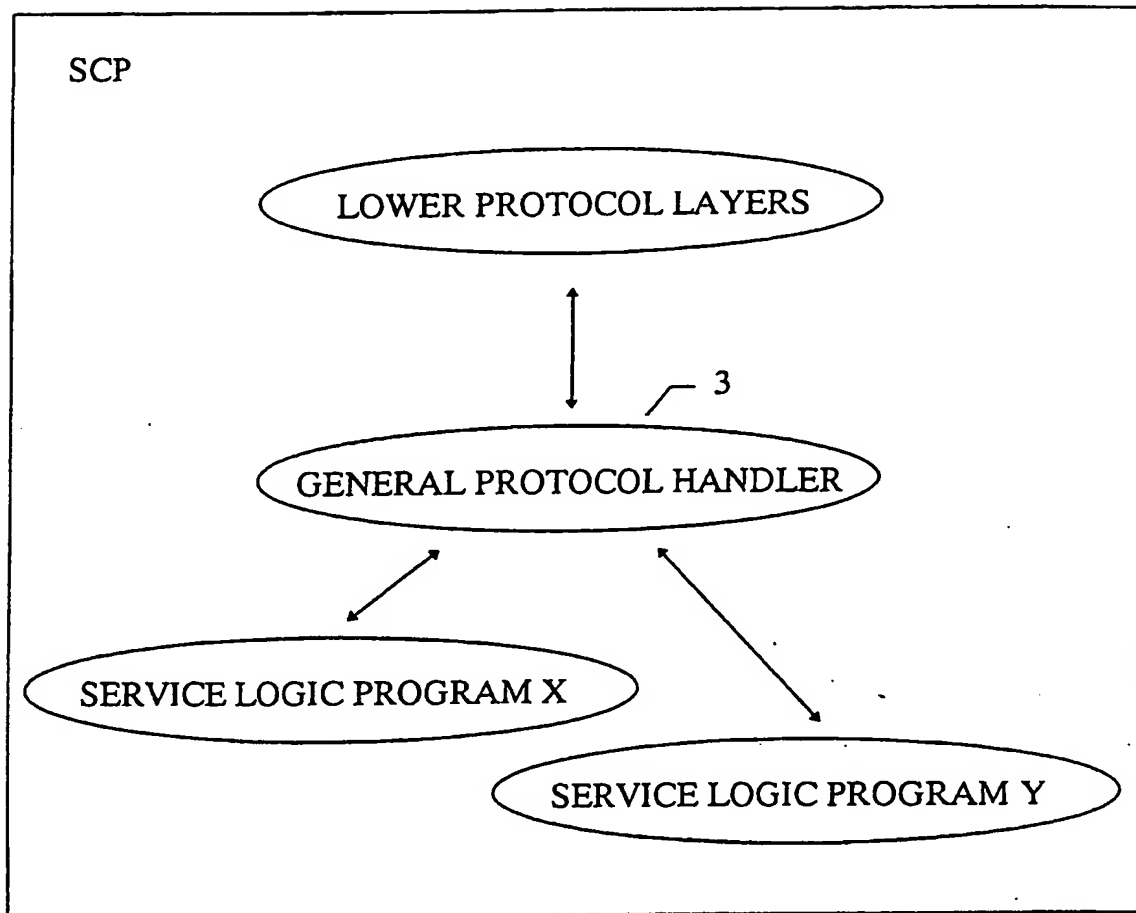 SCP
LOWER PROTOCOL LAYERS
3
GENERAL PROTOCOL HANDLER
SERVICE LOGIC PROGRAM X
SERVICE LOGIC PROGRAM Y